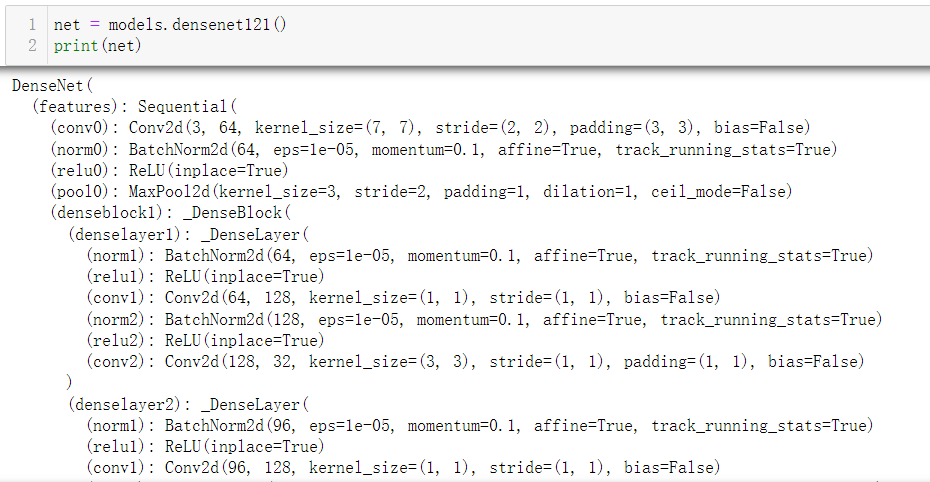 1 net = models.densenet121()
2 print(net)
DenseNet(
(features): Sequential(
(conv0): Conv2d(3, 64, kernel_size=(7, 7), stride=(2, 2), padding=(3, 3), bias=False)
(norm0): BatchNorm2d(64, eps=1e-05, momentum=0.1, affine=True, track_running_stats=True)
(relu0): ReLU(inplace=True)
(pool0): MaxPool2d(kernel_size=3, stride=2, padding=1, dilation=1, ceil_mode=False)
(denseblock1): _DenseBlock(
(denselayer1): _DenseLayer(
(norm1): BatchNorm2d(64, eps=1e-05, momentum=0.1, affine=True, track_running_stats=True)
(relu1): ReLU(inplace=True)
(conv1): Conv2d(64, 128, kernel_size=(1, 1), stride=(1, 1), bias=False)
(norm2): BatchNorm2d(128, eps=1e-05, momentum=0.1, affine=True, track_running_stats=True)
(relu2): ReLU(inplace=True)
(conv2): Conv2d(128, 32, kernel_size=(3, 3), stride=(1, 1), padding=(1, 1), bias=False)
)
(denselayer2): _DenseLayer(
(norm1): BatchNorm2d(96, eps=1e-05, momentum=0.1, affine=True, track_running_stats=True)
(relu1): ReLU(inplace=True)
(conv1): Conv2d(96, 128, kernel_size=(1, 1), stride=(1, 1), bias=False)